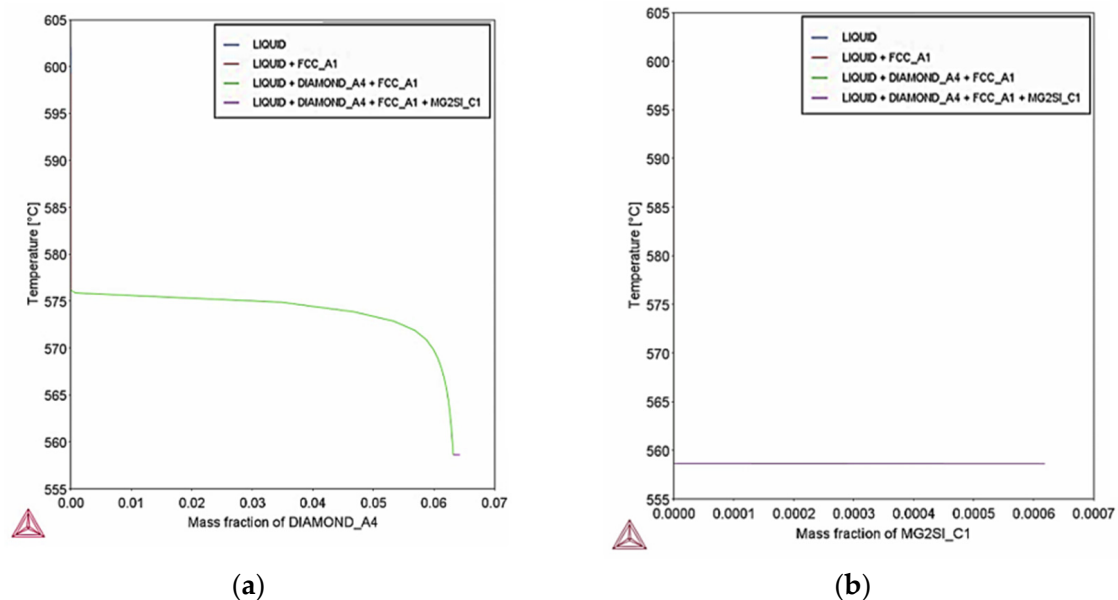 605
600
595
590
585
580
575
570
565
560
555
Temperature [°C]
LIQUID
LIQUID + FCC_A1
LIQUID + DIAMOND_A4 + FCC_A1
LIQUID + DIAMOND_A4 + FCC_A1 + MG2SI_C1
0.00 0.01 0.02 0.03 0.04 0.05 0.06 0.07
Mass fraction of DIAMOND_A4
(a)
605
600
595
590
585
580
575
570
565
560
555
Temperature [°C]
LIQUID
LIQUID + FCC_A1
LIQUID + DIAMOND_A4 + FCC_A1
LIQUID + DIAMOND_A4 + FCC_A1 + MG2SI_C1
0.0000 0.0001 0.0002 0.0003 0.0004 0.0005 0.0006 0.0007
Mass fraction of MG2SI_C1
(b)